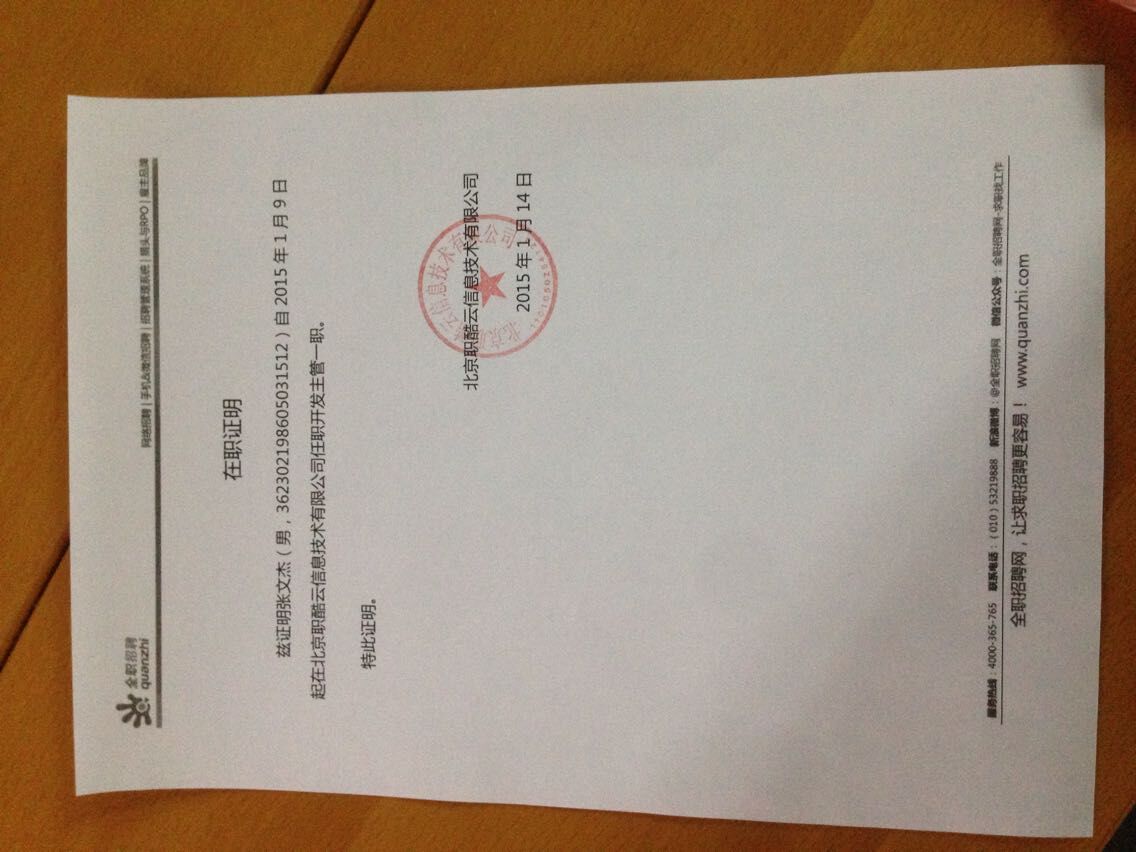 全职招聘
quanzhi
网络招聘 | 手机&微信招聘 | 招聘管理系统 | 猎头与RPO | 雇主品牌
在职证明
兹证明张文杰（男，362302198605031512）自 2015 年 1 月 9 日
起在北京职酷云信息技术有限公司任职开发主管一职。
特此证明。
北京职酷云信息技术有限公司
2015 年 1 月 14 日
北京职酷云信息技术有限公司
服务热线：4000-365-765 联系电话：（010）53219888 新浪微博：@全职招聘网 微信公众号：全职招聘网-求职找工作
全职招聘网，让求职招聘更容易！ www.quanzhi.com